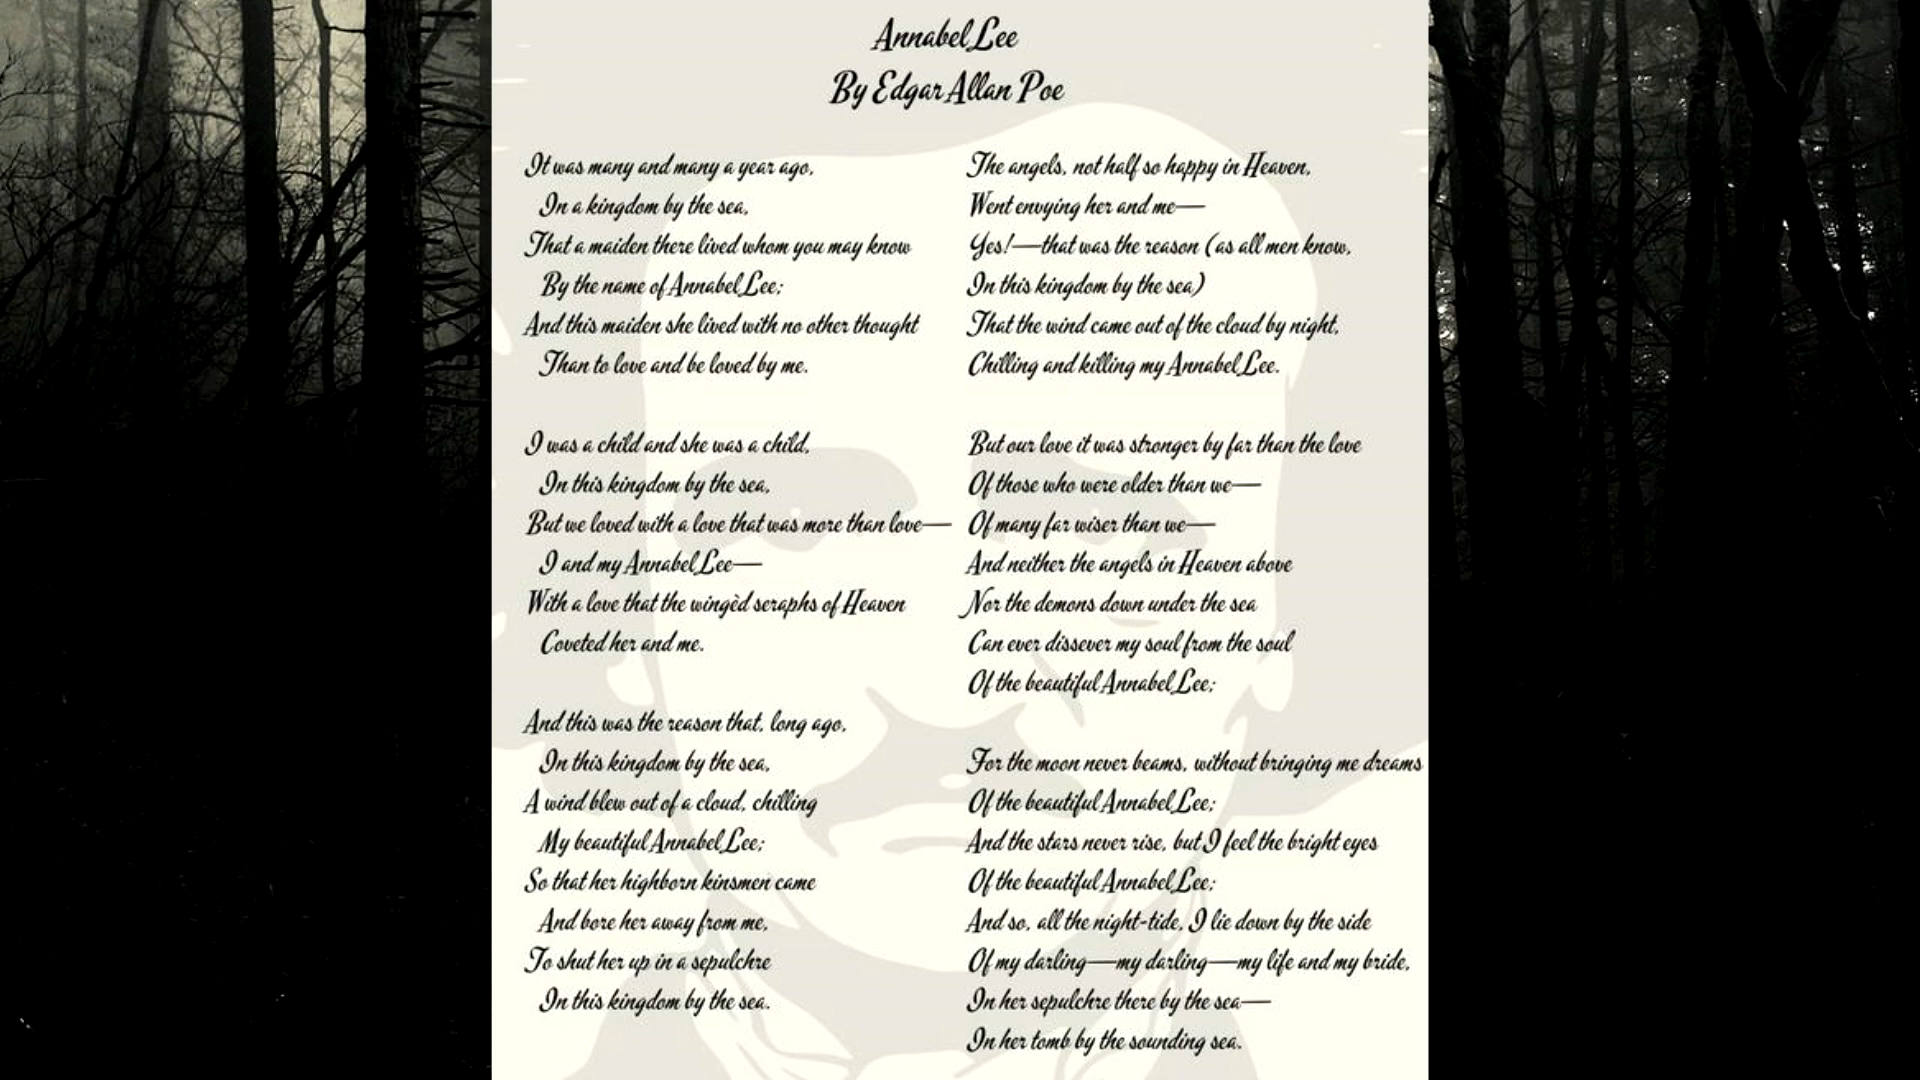 Annabel Lee
By Edgar Allan Poe
It was many and many a year ago,
In a kingdom by the sea,
That a maiden there lived whom you may know
By the name of Annabel Lee;
And this maiden she lived with no other thought
Than to love and be loved by me.
I was a child and she was a child,
In this kingdom by the sea,
But we loved with a love that was more than love—
I and my Annabel Lee—
With a love that the wingèd seraphs of Heaven
Coveted her and me.
And this was the reason that, long ago,
In this kingdom by the sea,
A wind blew out of a cloud, chilling
My beautiful Annabel Lee;
So that her highborn kinsmen came
And bore her away from me,
To shut her up in a sepulchre
In this kingdom by the sea.
The angels, not half so happy in Heaven,
Went envying her and me—
Yes!—that was the reason (as all men know,
In this kingdom by the sea)
That the wind came out of the cloud by night,
Chilling and killing my Annabel Lee.
But our love it was stronger by far than the love
Of those who were older than we—
Of many far wiser than we—
And neither the angels in Heaven above
Nor the demons down under the sea
Can ever dissever my soul from the soul
Of the beautiful Annabel Lee;
For the moon never beams, without bringing me dreams
Of the beautiful Annabel Lee;
And the stars never rise, but I feel the bright eyes
Of the beautiful Annabel Lee;
And so, all the night-tide, I lie down by the side
Of my darling—my darling—my life and my bride,
In her sepulchre there by the sea—
In her tomb by the sounding sea.